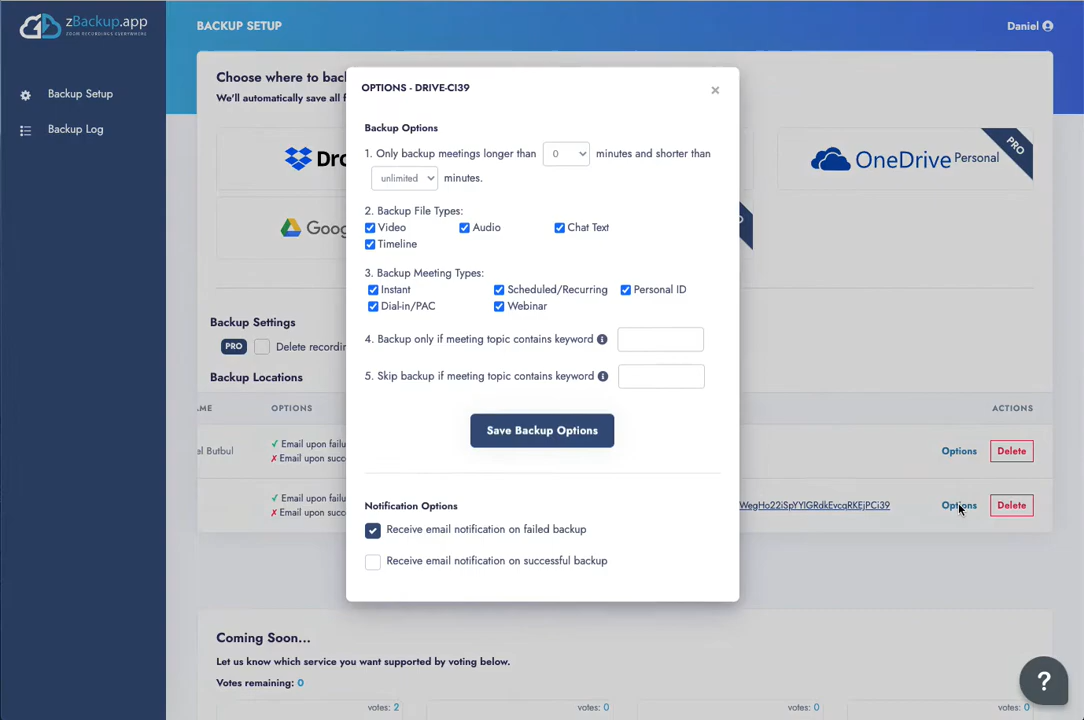 zBackup.app
ZOOM RECORDINGS EVERYWHERE
BACKUP SETUP
Daniel
Backup Setup
Backup Log
Choose where to bac
We'll automatically save all f
Dro
OneDrive Personal
PRO
Goog
Backup Settings
PRO Delete recordin
Backup Locations
ME OPTIONS ACTIONS
el Butbul
✓ Email upon failu
✗ Email upon succ
Options Delete
✓ Email upon failu
✗ Email upon succ
WegHo22iSpYYlGRdkEvcqRKEjPCi39
Options Delete
OPTIONS - DRIVE-CI39
×
Backup Options
1. Only backup meetings longer than 0 minutes and shorter than
unlimited minutes.
2. Backup File Types:
Video Audio Chat Text
Timeline
3. Backup Meeting Types:
Instant Scheduled/Recurring Personal ID
Dial-in/PAC Webinar
4. Backup only if meeting topic contains keyword
5. Skip backup if meeting topic contains keyword
Save Backup Options
Notification Options
Receive email notification on failed backup
Receive email notification on successful backup
Coming Soon...
Let us know which service you want supported by voting below.
Votes remaining: 0
votes: 2 votes: 0 votes: 0 votes: 0
?